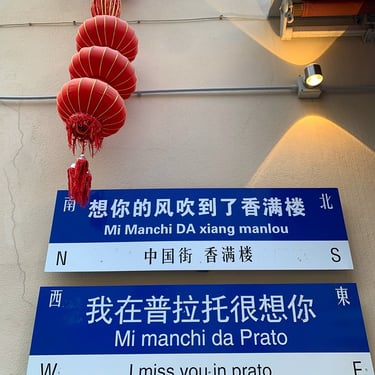 南 想你的风吹到了香满楼 北
Mi Manchi DA xiang manlou
N 中国街 香满楼 S
西 我在普拉托很想你 東
Mi manchi da Prato
W I miss you in prato E